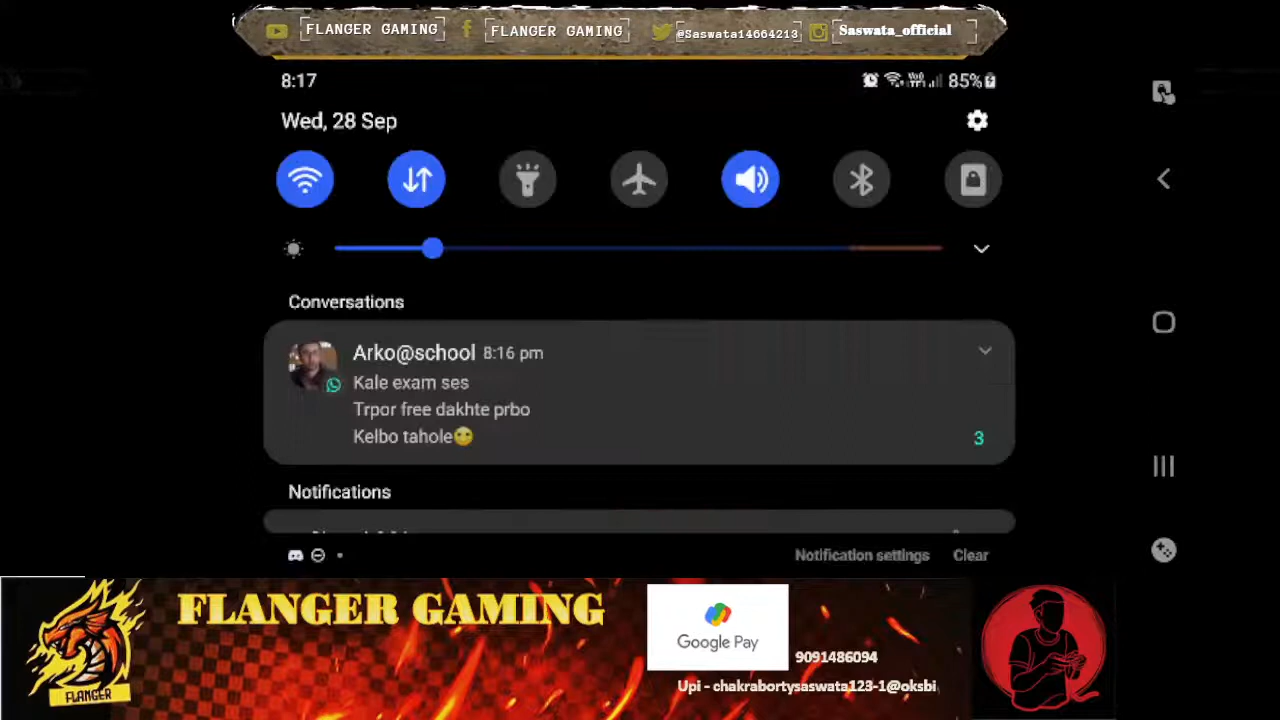 FLANGER GAMING
FLANGER GAMING
@Saswata14664213
Saswata_official
8:17
85%
Wed, 28 Sep
Conversations
Arko@school 8:16 pm
Kale exam ses
Trpor free dakhte prbo
Kelbo tahole😶
3
Notifications
Notification settings Clear
FLANGER GAMING
FLANGER
Google Pay
9091486094
Upi - chakrabortysaswata123-1@oksbi